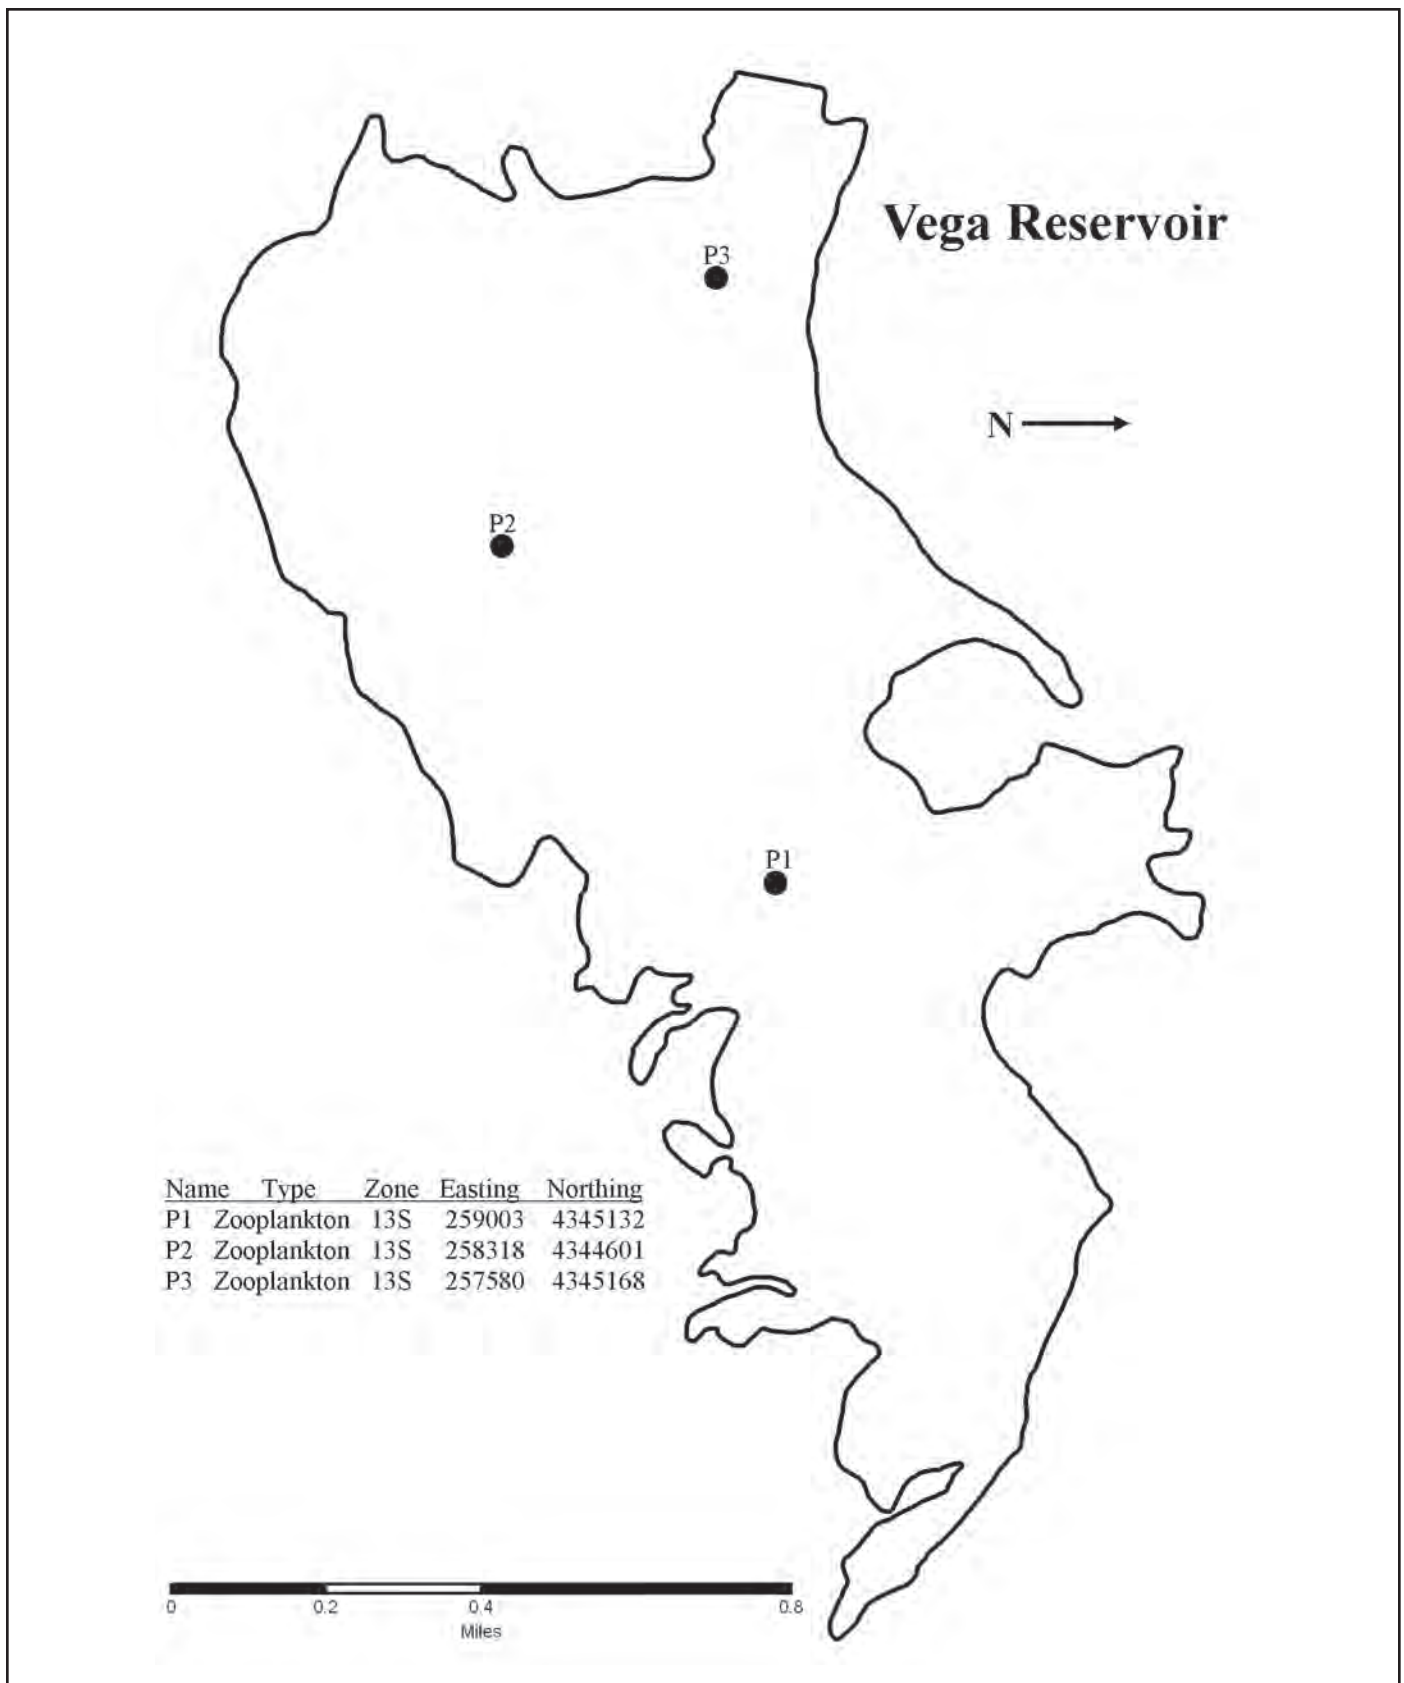 Vega Reservoir
P3
N
P2
P1
Name Type Zone Easting Northing
P1 Zooplankton 13S 259003 4345132
P2 Zooplankton 13S 258318 4344601
P3 Zooplankton 13S 257580 4345168
0 0.2 0.4 0.8
Miles